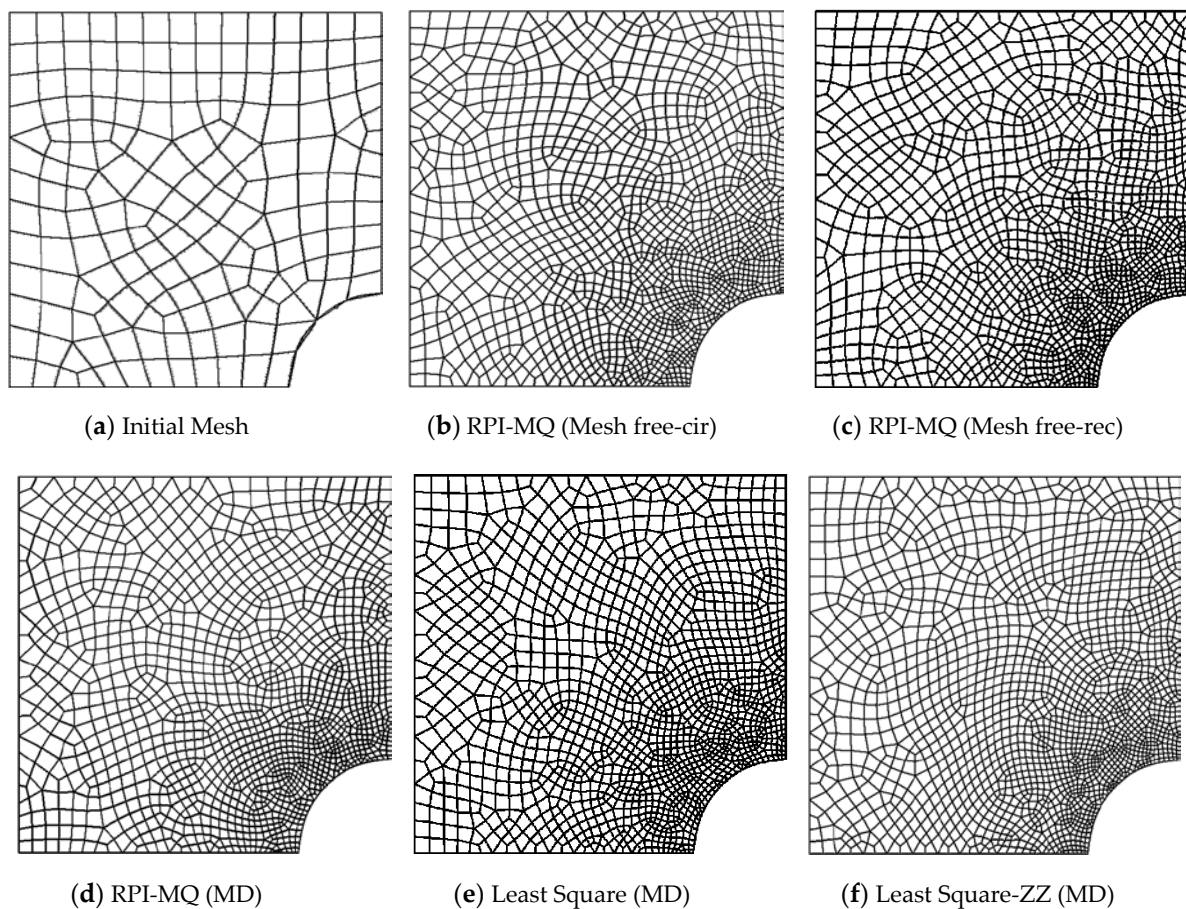 (a) Initial Mesh
(b) RPI-MQ (Mesh free-cir)
(c) RPI-MQ (Mesh free-rec)
(d) RPI-MQ (MD)
(e) Least Square (MD)
(f) Least Square-ZZ (MD)